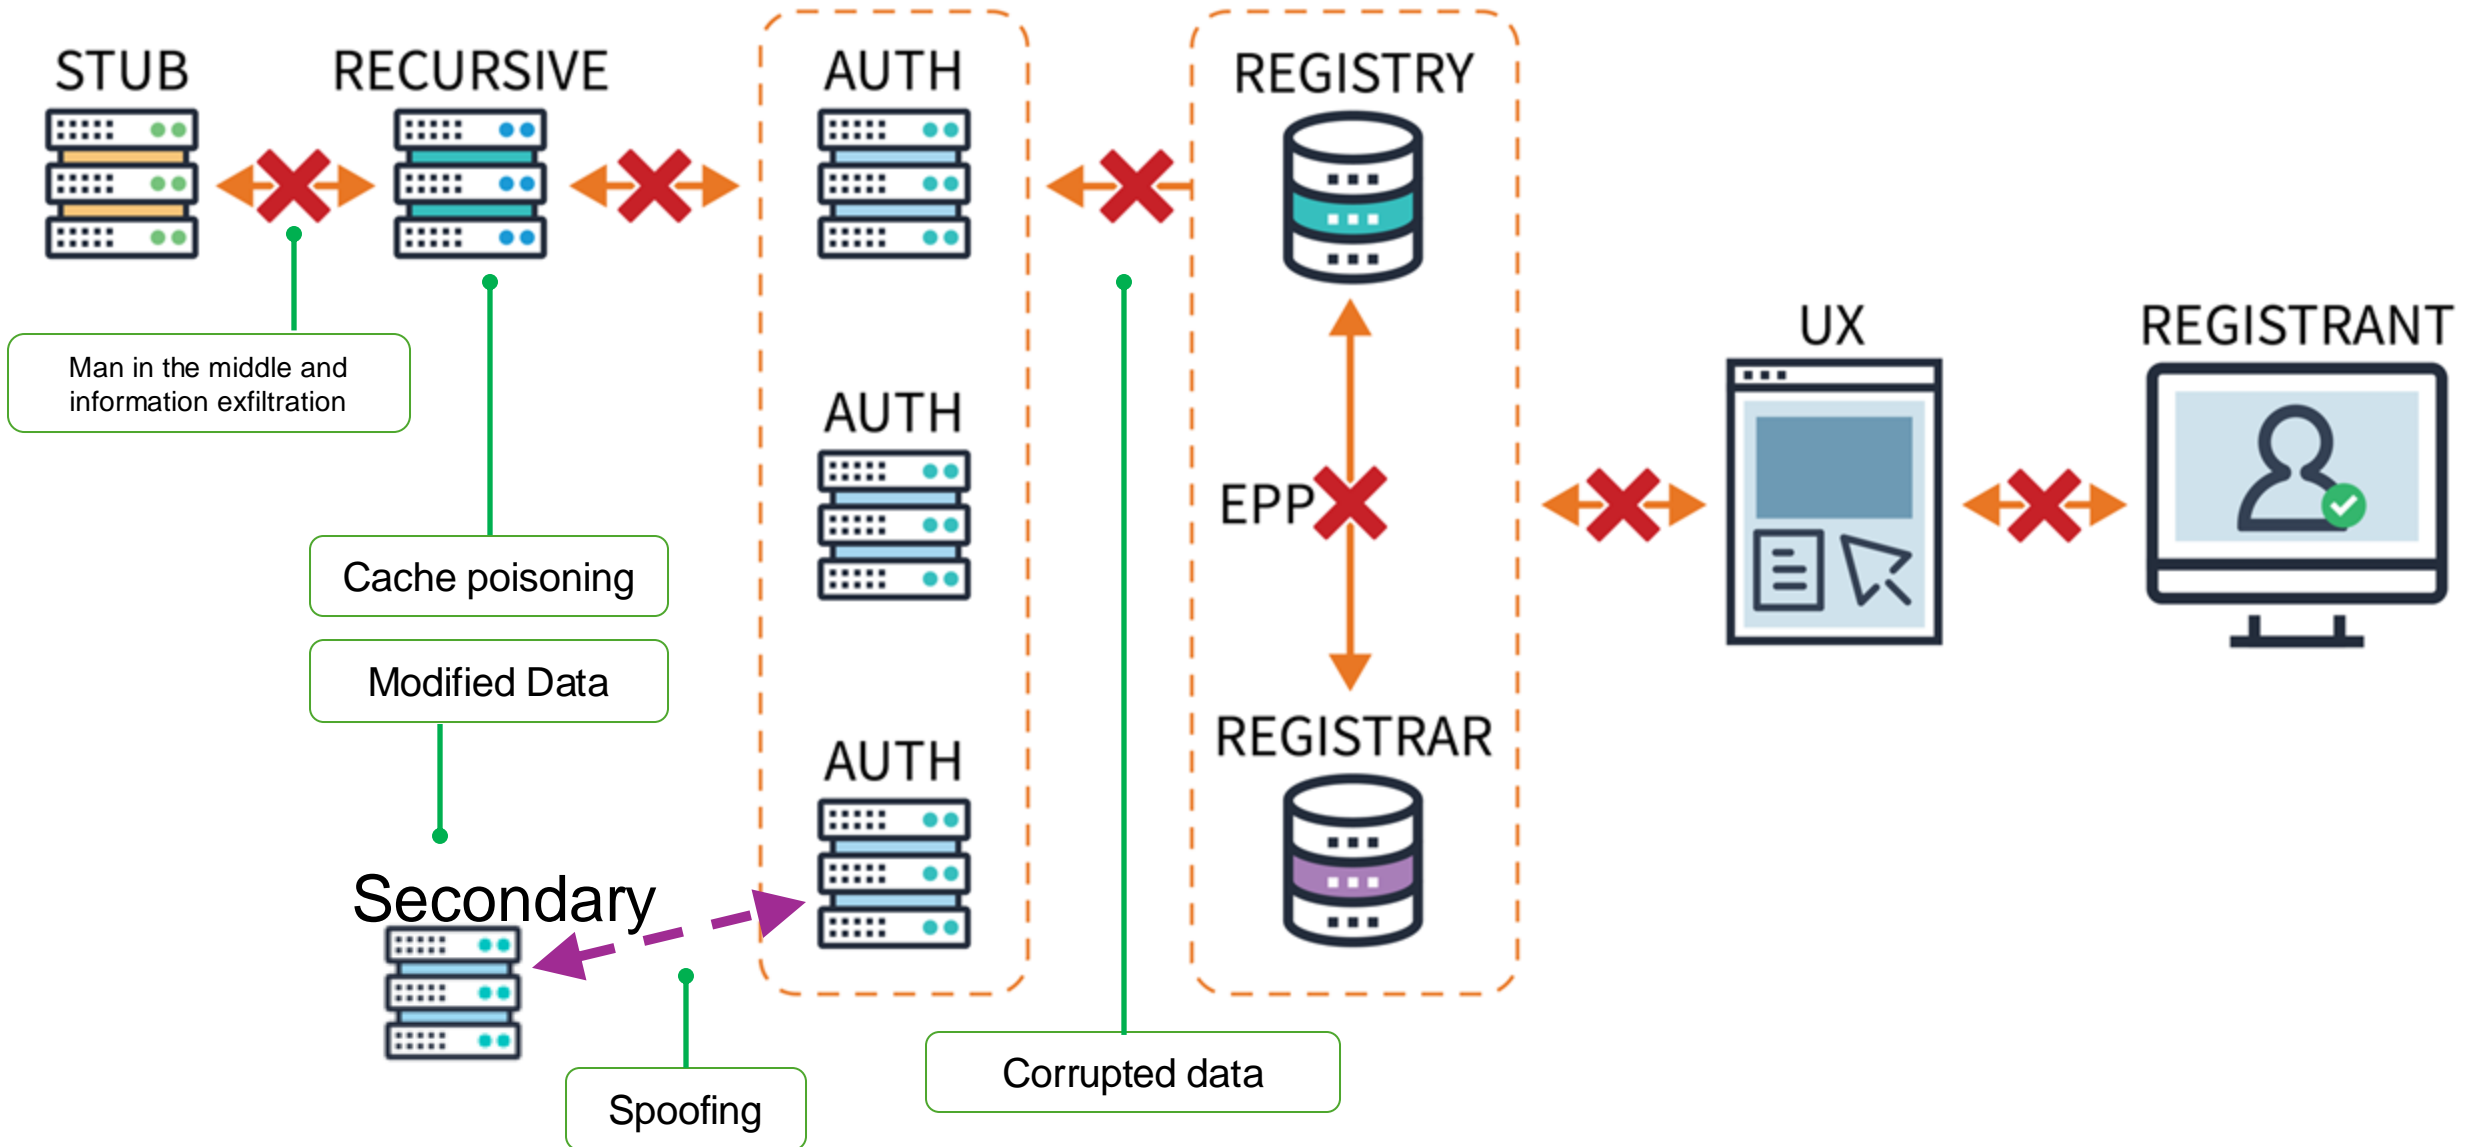 STUB
RECURSIVE
AUTH
REGISTRY
Man in the middle and
information exfiltration
UX
REGISTRANT
AUTH
EPP
Cache poisoning
Modified Data
AUTH
REGISTRAR
Secondary
Corrupted data
Spoofing